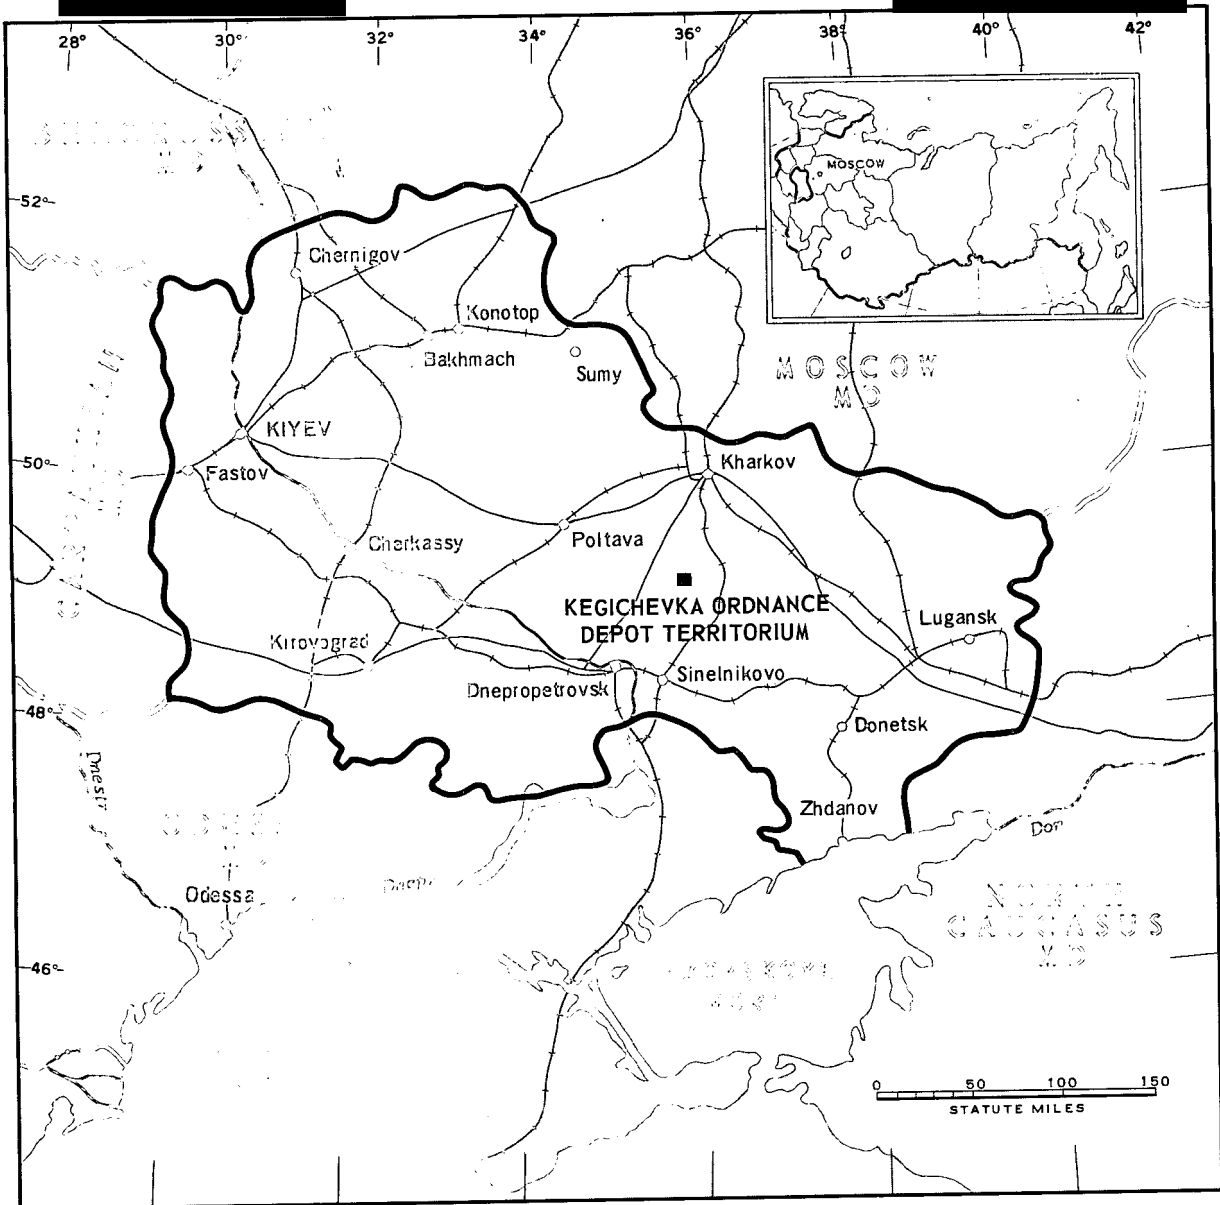 28° 30° 32° 34° 36° 38° 40° 42°
MOSCOW
52°
Chernigov
Konotop
Bakhmach
Sumy
MOSCOW
MD
KIYEV
50°
Fastov
Kharkov
Cherkassy
Poltava
KEGICHEVKA ORDNANCE
DEPOT TERRITORIUM
Lugansk
Kirovograd
Sinelnikovo
Dnepropetrovsk
48°
Donetsk
Dnestr
Zhdanov
Don
Odessa
NORTH
CAUCASUS
MD
46°
0 50 100 150
STATUTE MILES